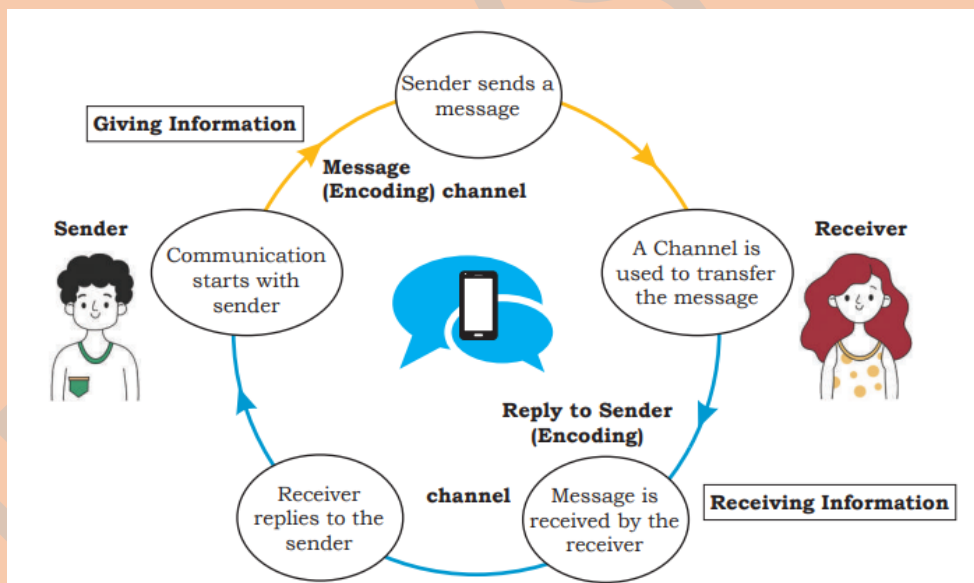 Sender sends a
message
Giving Information
Message
(Encoding) channel
Sender
Communication
starts with
sender
A Channel is
used to transfer
the message
Receiver
Reply to Sender
(Encoding)
Receiver
replies to the
sender
channel
Message is
received by the
receiver
Receiving Information